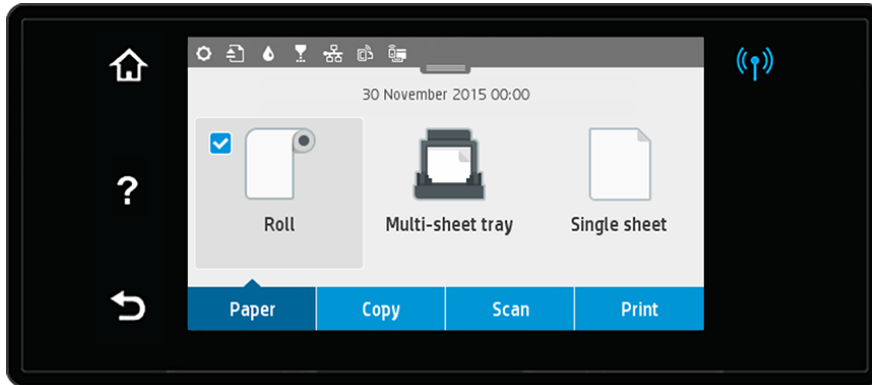 30 November 2015 00:00
Roll
Multi-sheet tray
Single sheet
?
Paper
Copy
Scan
Print